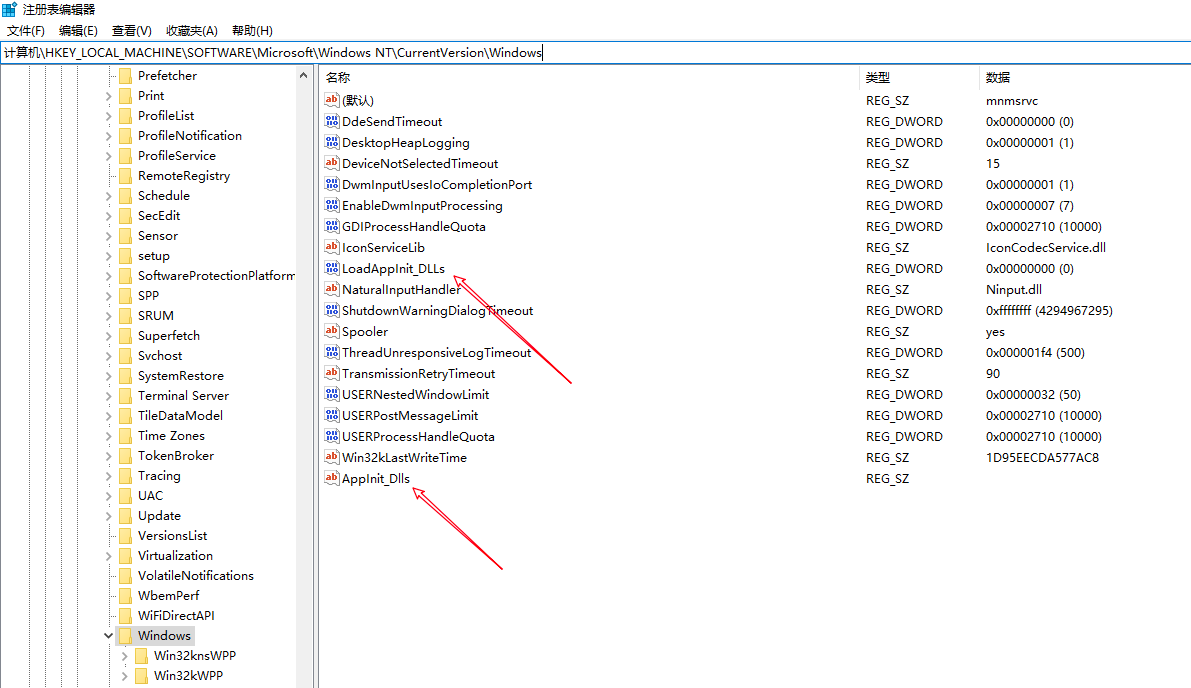 注册表编辑器
文件(F) 编辑(E) 查看(V) 收藏夹(A) 帮助(H)
计算机\HKEY_LOCAL_MACHINE\SOFTWARE\Microsoft\Windows NT\CurrentVersion\Windows
Prefetcher
Print
ProfileList
ProfileNotification
ProfileService
RemoteRegistry
Schedule
SecEdit
Sensor
setup
SoftwareProtectionPlatform
SPP
SRUM
Superfetch
Svchost
SystemRestore
Terminal Server
TileDataModel
Time Zones
TokenBroker
Tracing
UAC
Update
VersionsList
Virtualization
VolatileNotifications
WbemPerf
WiFiDirectAPI
Windows
Win32knsWPP
Win32kWPP
名称 类型 数据
(默认) REG_SZ mnmsrvc
DdeSendTimeout REG_DWORD 0x00000000 (0)
DesktopHeapLogging REG_DWORD 0x00000001 (1)
DeviceNotSelectedTimeout REG_SZ 15
DwmInputUsesIoCompletionPort REG_DWORD 0x00000001 (1)
EnableDwmInputProcessing REG_DWORD 0x00000007 (7)
GDIProcessHandleQuota REG_DWORD 0x00002710 (10000)
IconServiceLib REG_SZ IconCodecService.dll
LoadAppInit_DLLs REG_DWORD 0x00000000 (0)
NaturalInputHandler REG_SZ Ninput.dll
ShutdownWarningDialogTimeout REG_DWORD 0xffffffff (4294967295)
Spooler REG_SZ yes
ThreadUnresponsiveLogTimeout REG_DWORD 0x000001f4 (500)
TransmissionRetryTimeout REG_SZ 90
USERNestedWindowLimit REG_DWORD 0x00000032 (50)
USERPostMessageLimit REG_DWORD 0x00002710 (10000)
USERProcessHandleQuota REG_DWORD 0x00002710 (10000)
Win32kLastWriteTime REG_SZ 1D95EECDA577AC8
AppInit_Dlls REG_SZ